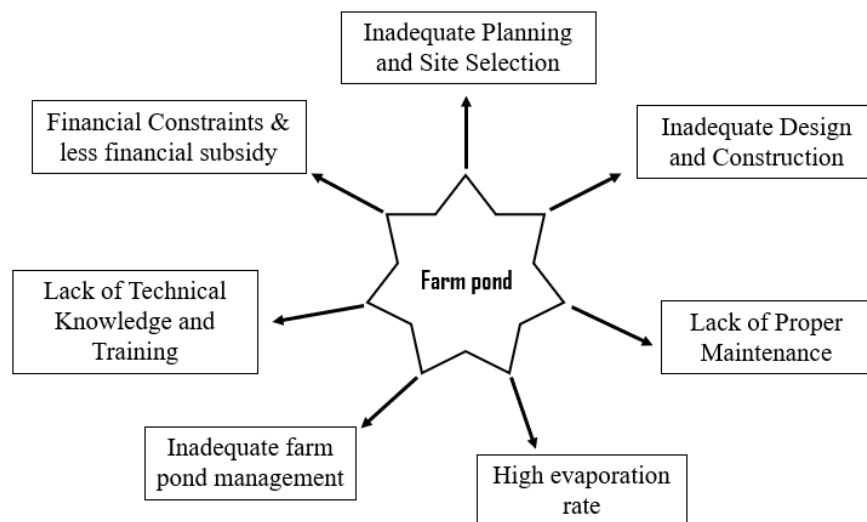 Inadequate Planning
and Site Selection
Financial Constraints &
less financial subsidy
Inadequate Design
and Construction
Farm pond
Lack of Technical
Knowledge and
Training
Lack of Proper
Maintenance
Inadequate farm
pond management
High evaporation
rate